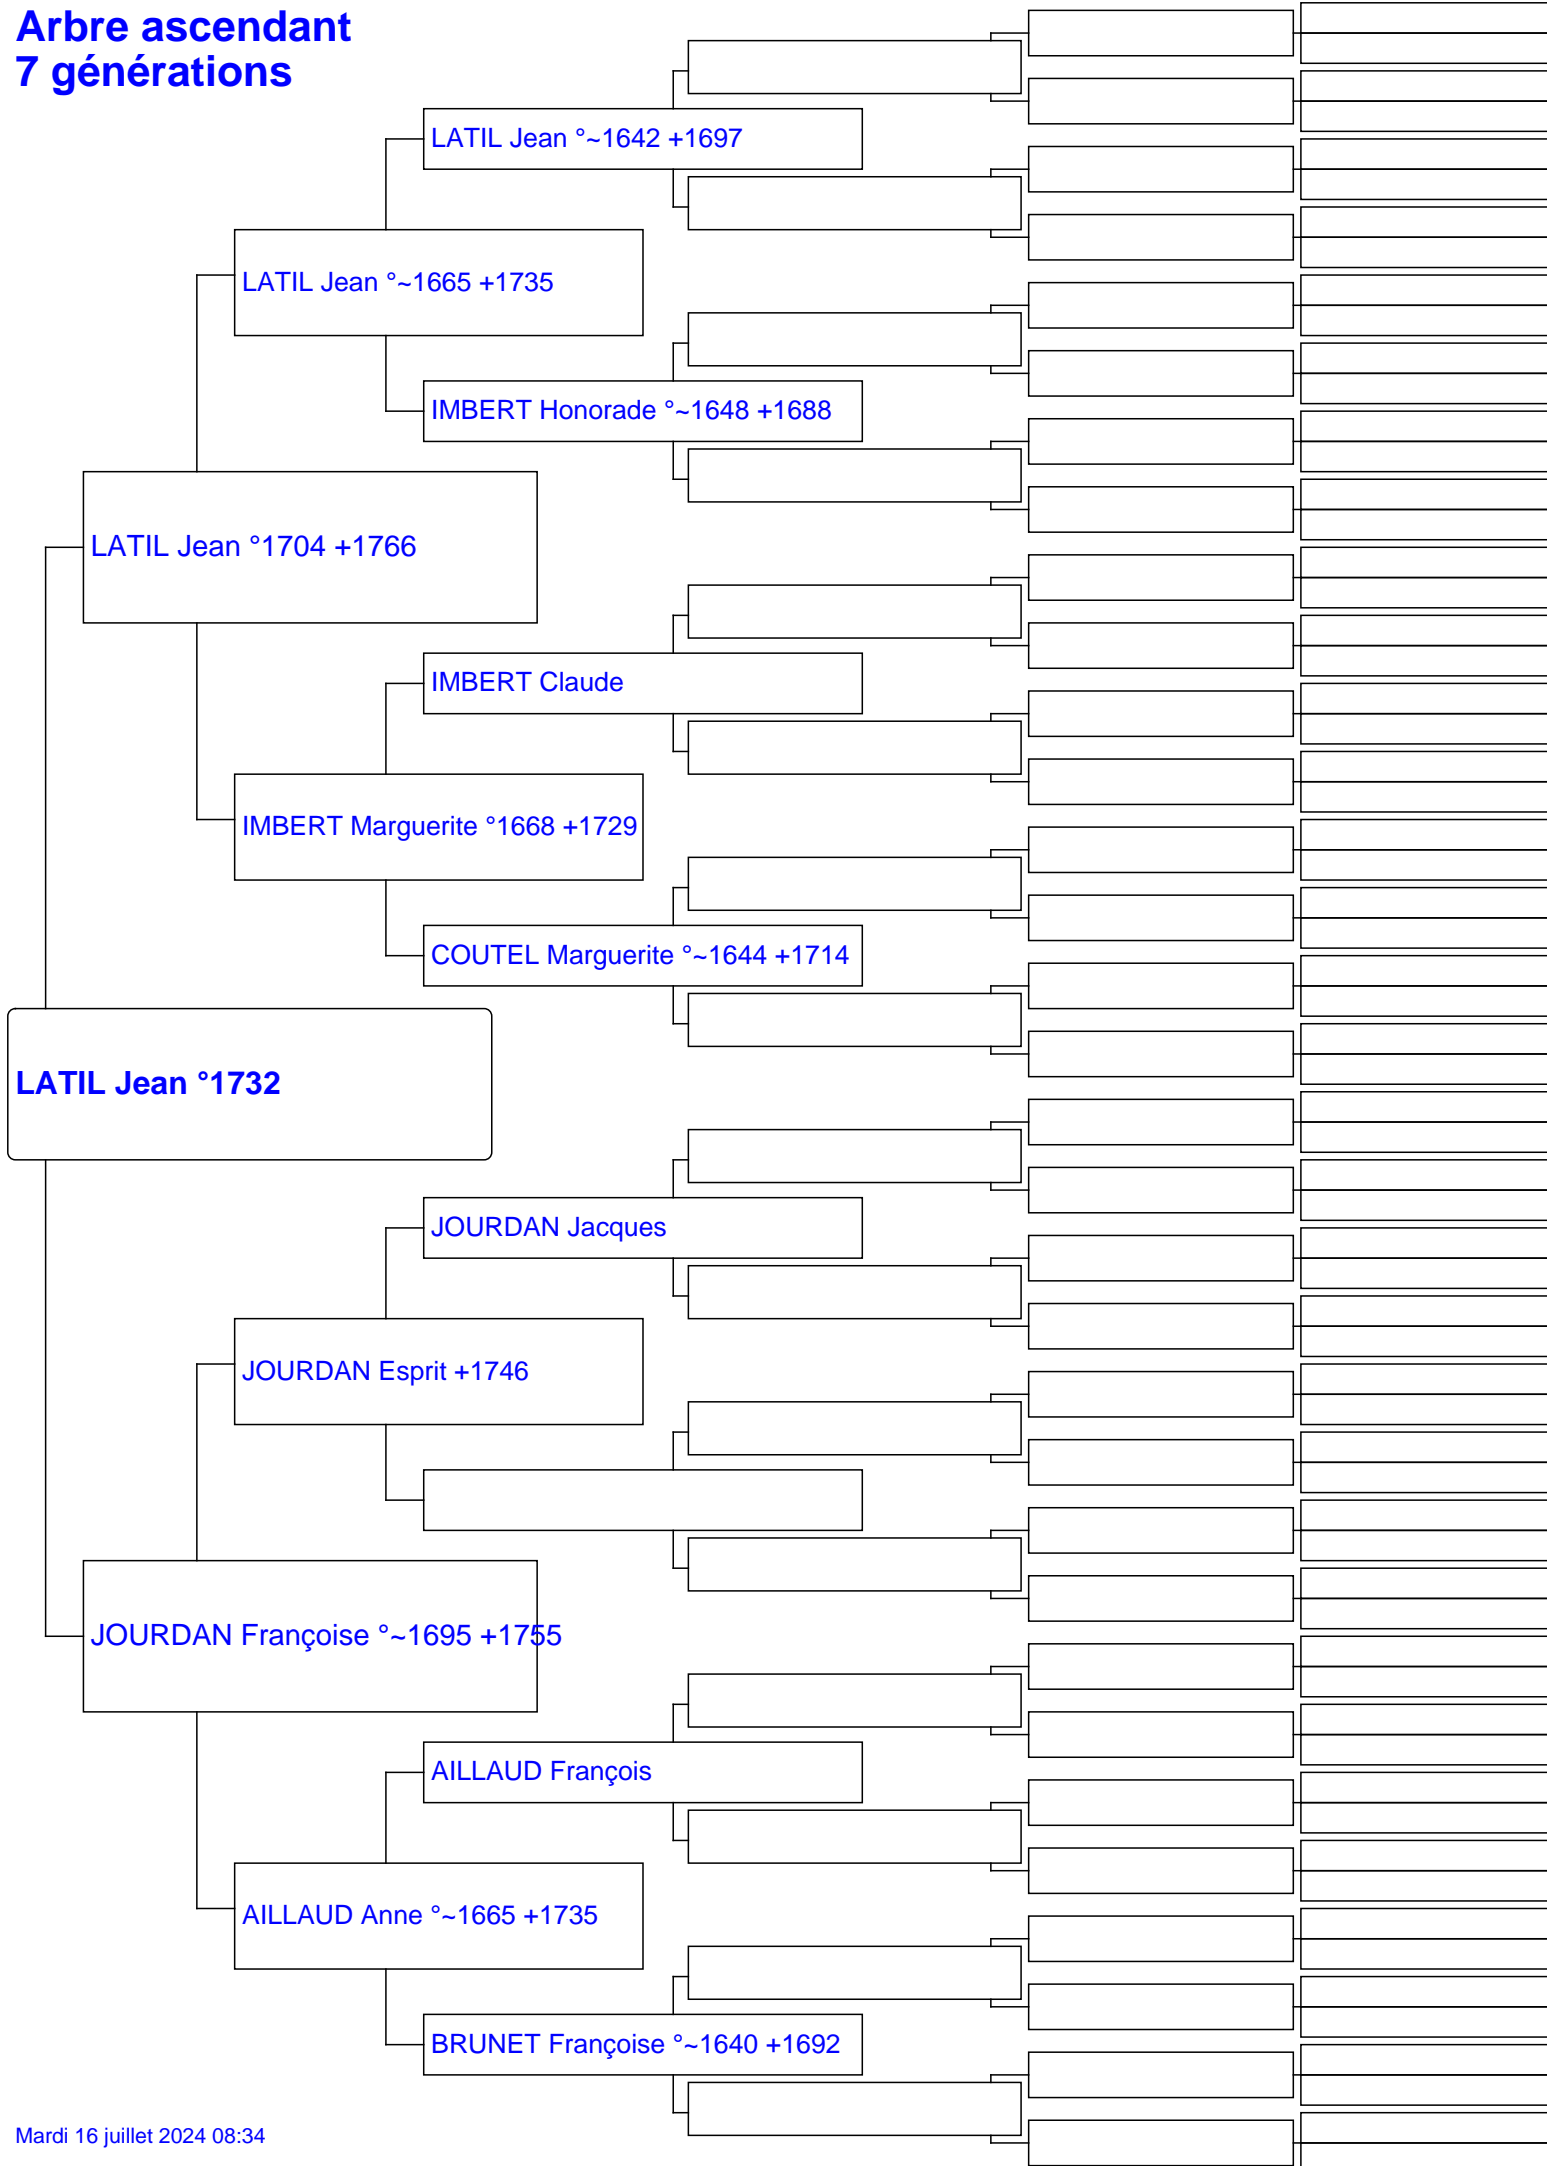 Arbre ascendant
7 générations
LATIL Jean °~1642 +1697
LATIL Jean °~1665 +1735
IMBERT Honorade °~1648 +1688
LATIL Jean °1704 +1766
IMBERT Claude
IMBERT Marguerite °1668 +1729
COUTEL Marguerite °~1644 +1714
LATIL Jean °1732
JOURDAN Jacques
JOURDAN Esprit +1746
JOURDAN Françoise °~1695 +1755
AILLAUD François
AILLAUD Anne °~1665 +1735
BRUNET Françoise °~1640 +1692
Mardi 16 juillet 2024 08:34